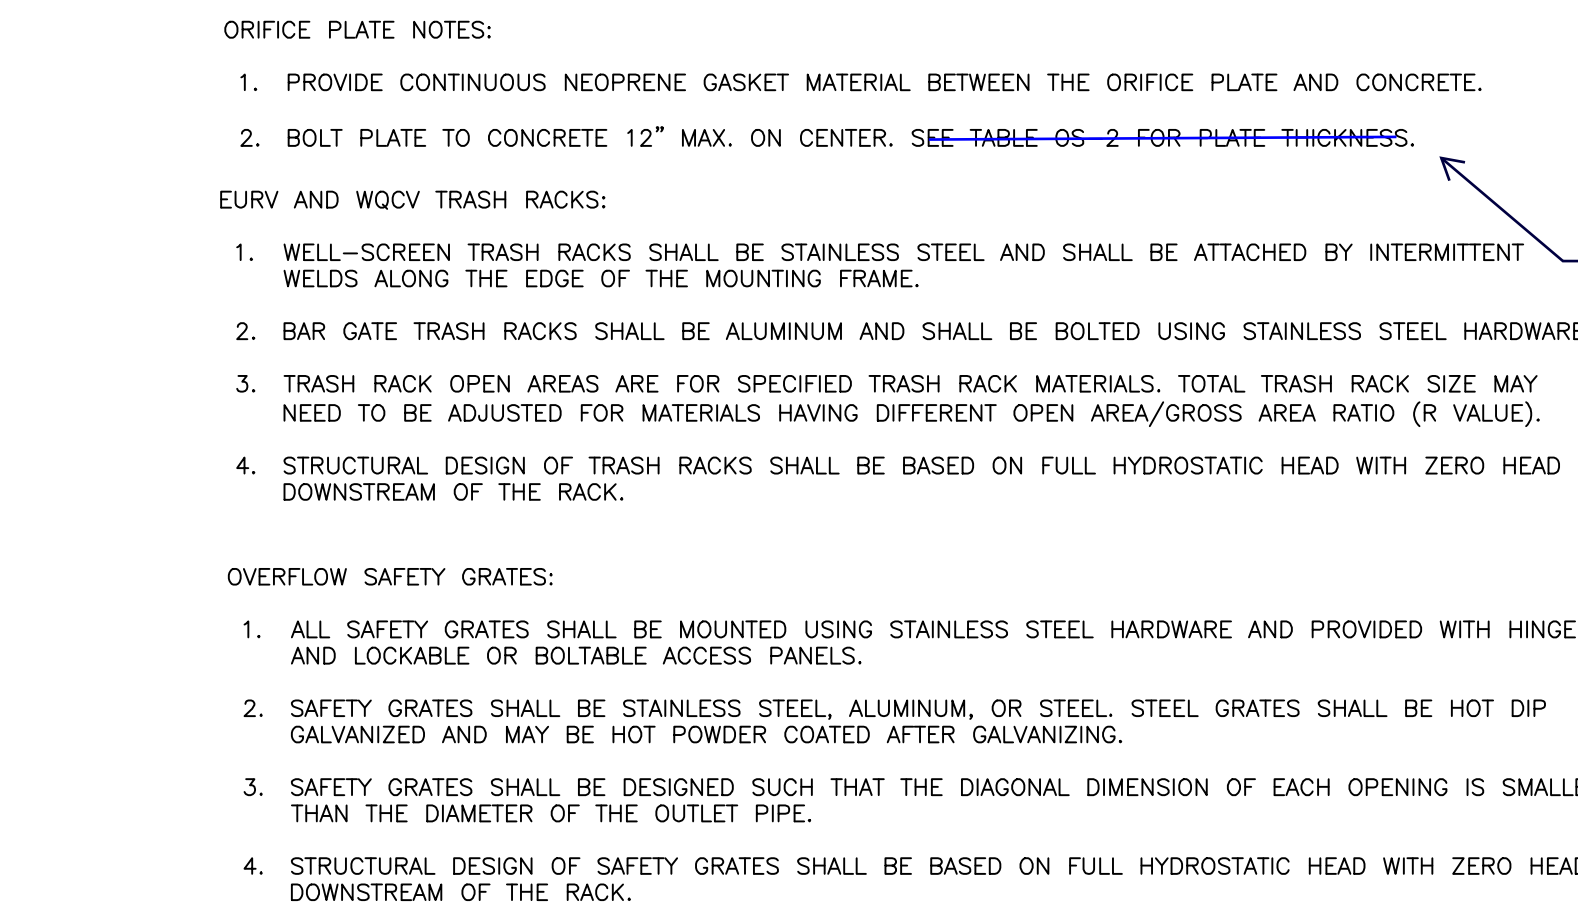 ORIFICE PLATE NOTES:
1. PROVIDE CONTINUOUS NEOPRENE GASKET MATERIAL BETWEEN THE ORIFICE PLATE AND CONCRETE.
2. BOLT PLATE TO CONCRETE 12” MAX. ON CENTER. SEE TABLE OS-2 FOR PLATE THICKNESS.
EURV AND WQCV TRASH RACKS:
1. WELL–SCREEN TRASH RACKS SHALL BE STAINLESS STEEL AND SHALL BE ATTACHED BY INTERMITTENT
WELDS ALONG THE EDGE OF THE MOUNTING FRAME.
2. BAR GATE TRASH RACKS SHALL BE ALUMINUM AND SHALL BE BOLTED USING STAINLESS STEEL HARDWARE
3. TRASH RACK OPEN AREAS ARE FOR SPECIFIED TRASH RACK MATERIALS. TOTAL TRASH RACK SIZE MAY
NEED TO BE ADJUSTED FOR MATERIALS HAVING DIFFERENT OPEN AREA/GROSS AREA RATIO (R VALUE).
4. STRUCTURAL DESIGN OF TRASH RACKS SHALL BE BASED ON FULL HYDROSTATIC HEAD WITH ZERO HEAD
DOWNSTREAM OF THE RACK.
OVERFLOW SAFETY GRATES:
1. ALL SAFETY GRATES SHALL BE MOUNTED USING STAINLESS STEEL HARDWARE AND PROVIDED WITH HINGE
AND LOCKABLE OR BOLTABLE ACCESS PANELS.
2. SAFETY GRATES SHALL BE STAINLESS STEEL, ALUMINUM, OR STEEL. STEEL GRATES SHALL BE HOT DIP
GALVANIZED AND MAY BE HOT POWDER COATED AFTER GALVANIZING.
3. SAFETY GRATES SHALL BE DESIGNED SUCH THAT THE DIAGONAL DIMENSION OF EACH OPENING IS SMALLE
THAN THE DIAMETER OF THE OUTLET PIPE.
4. STRUCTURAL DESIGN OF SAFETY GRATES SHALL BE BASED ON FULL HYDROSTATIC HEAD WITH ZERO HEAD
DOWNSTREAM OF THE RACK.